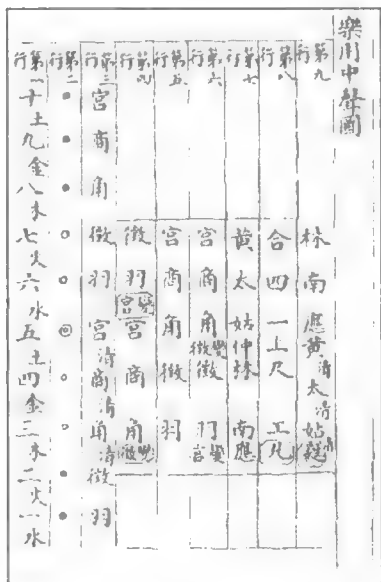 樂用中聲圖
第九行 林 南 應 黃清 太清 姑清
第八行 合 四 一 上 尺 工 凡
第七行 黃 太 姑 仲 林 南 應
第六行 宮 商 角 變徵 徵 羽 變宮
第五行 宮 商 角 徵 羽
第四行 徵 羽 變宮 宮 商 角 變徵
第三行 宮 商 角 徵 羽 宮清 商清 角清 徵 羽
第二行
第一行 十土九金八木七火六水五土四金三木二火一水